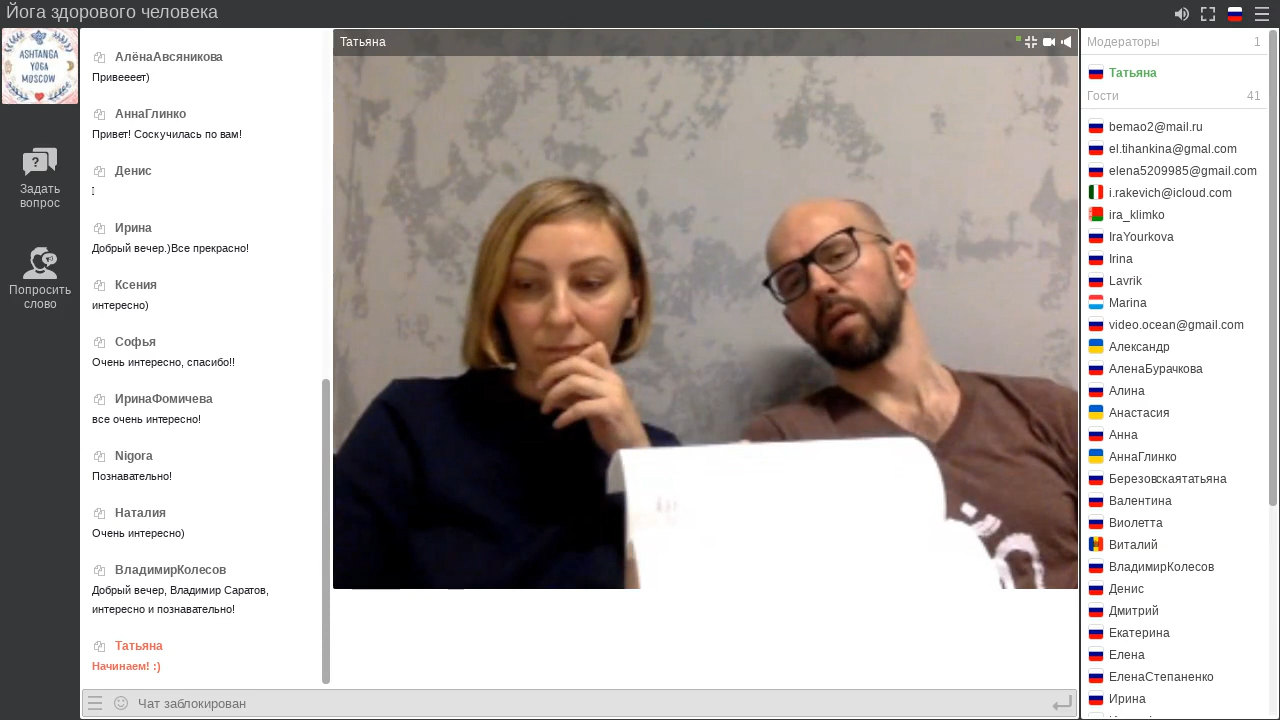 Йога здорового человека
ASHTANGA
YOGA
MOSCOW
Задать
вопрос
Попросить
слово
АлёнаАвсяникова
Привеееет)
АннаГлинко
Привет! Соскучилась по вам!
Денис
Ирина
Добрый вечер.)Все прекрасно!
Ксения
интересно)
Софья
Очень интересно, спасибо!!
ИринаФомичева
все очень интересно!
Nigora
Познавательно!
Наталия
Очень интересно)
ВладимирКолесов
Добрый вечер, Владимир Саратов,
интересно и познавательно!
Татьяна
Начинаем! :)
Чат заблокирован
Татьяна
Модераторы 1
Татьяна
Гости 41
bemao2@mail.ru
el.tihankina@gmal.com
elena5209985@gmail.com
i.rakevich@icloud.com
ira_klimko
IraYourkova
Irina
Lavrik
Marina
video.ocean@gmail.com
Александр
АленаБурачкова
Алина
Анастасия
Анна
АннаГлинко
Березовскаятатьяна
Валентина
Виолетта
Виталий
ВладимирКолесов
Денис
Дмитрий
Екатерина
Елена
ЕленаСтепаненко
Ирина